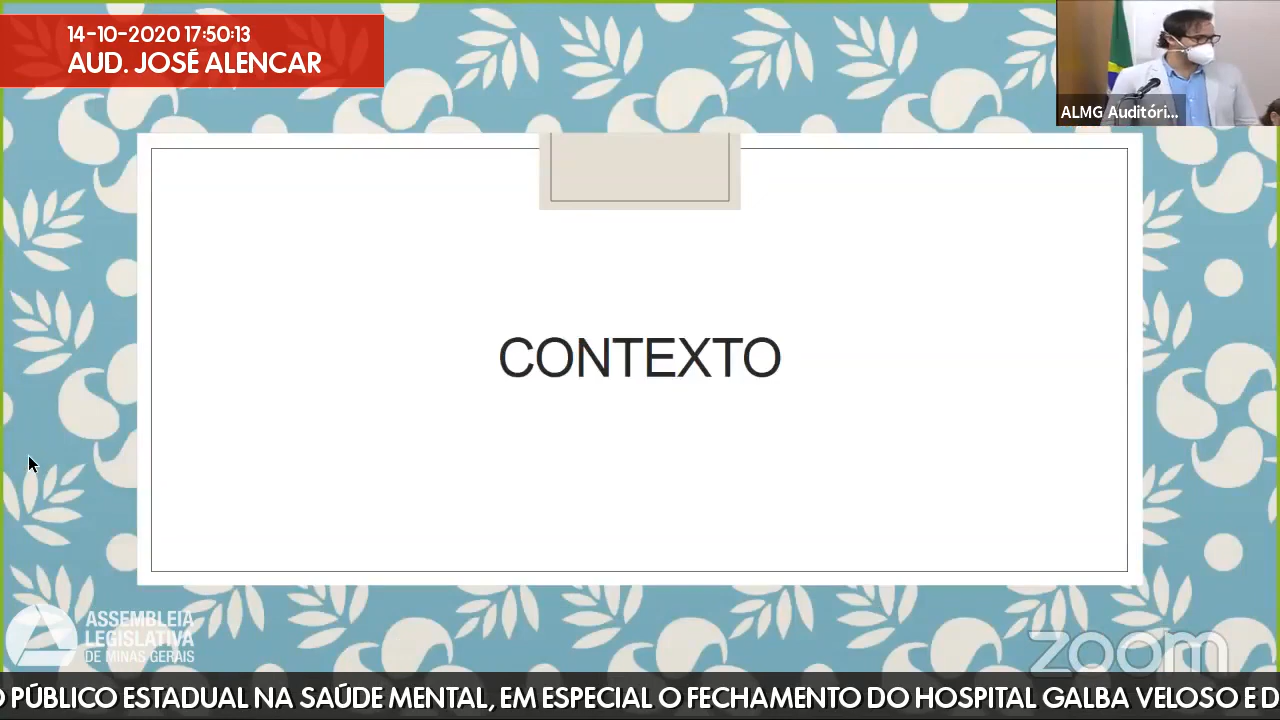 14-10-2020 17:50:13
AUD. JOSÉ ALENCAR
ALMG Auditóri...
CONTEXTO
ASSEMBLEIA
LEGISLATIVA
DE MINAS GERAIS
zoom
PÚBLICO ESTADUAL NA SAÚDE MENTAL, EM ESPECIAL O FECHAMENTO DO HOSPITAL GALBA VELOSO E D